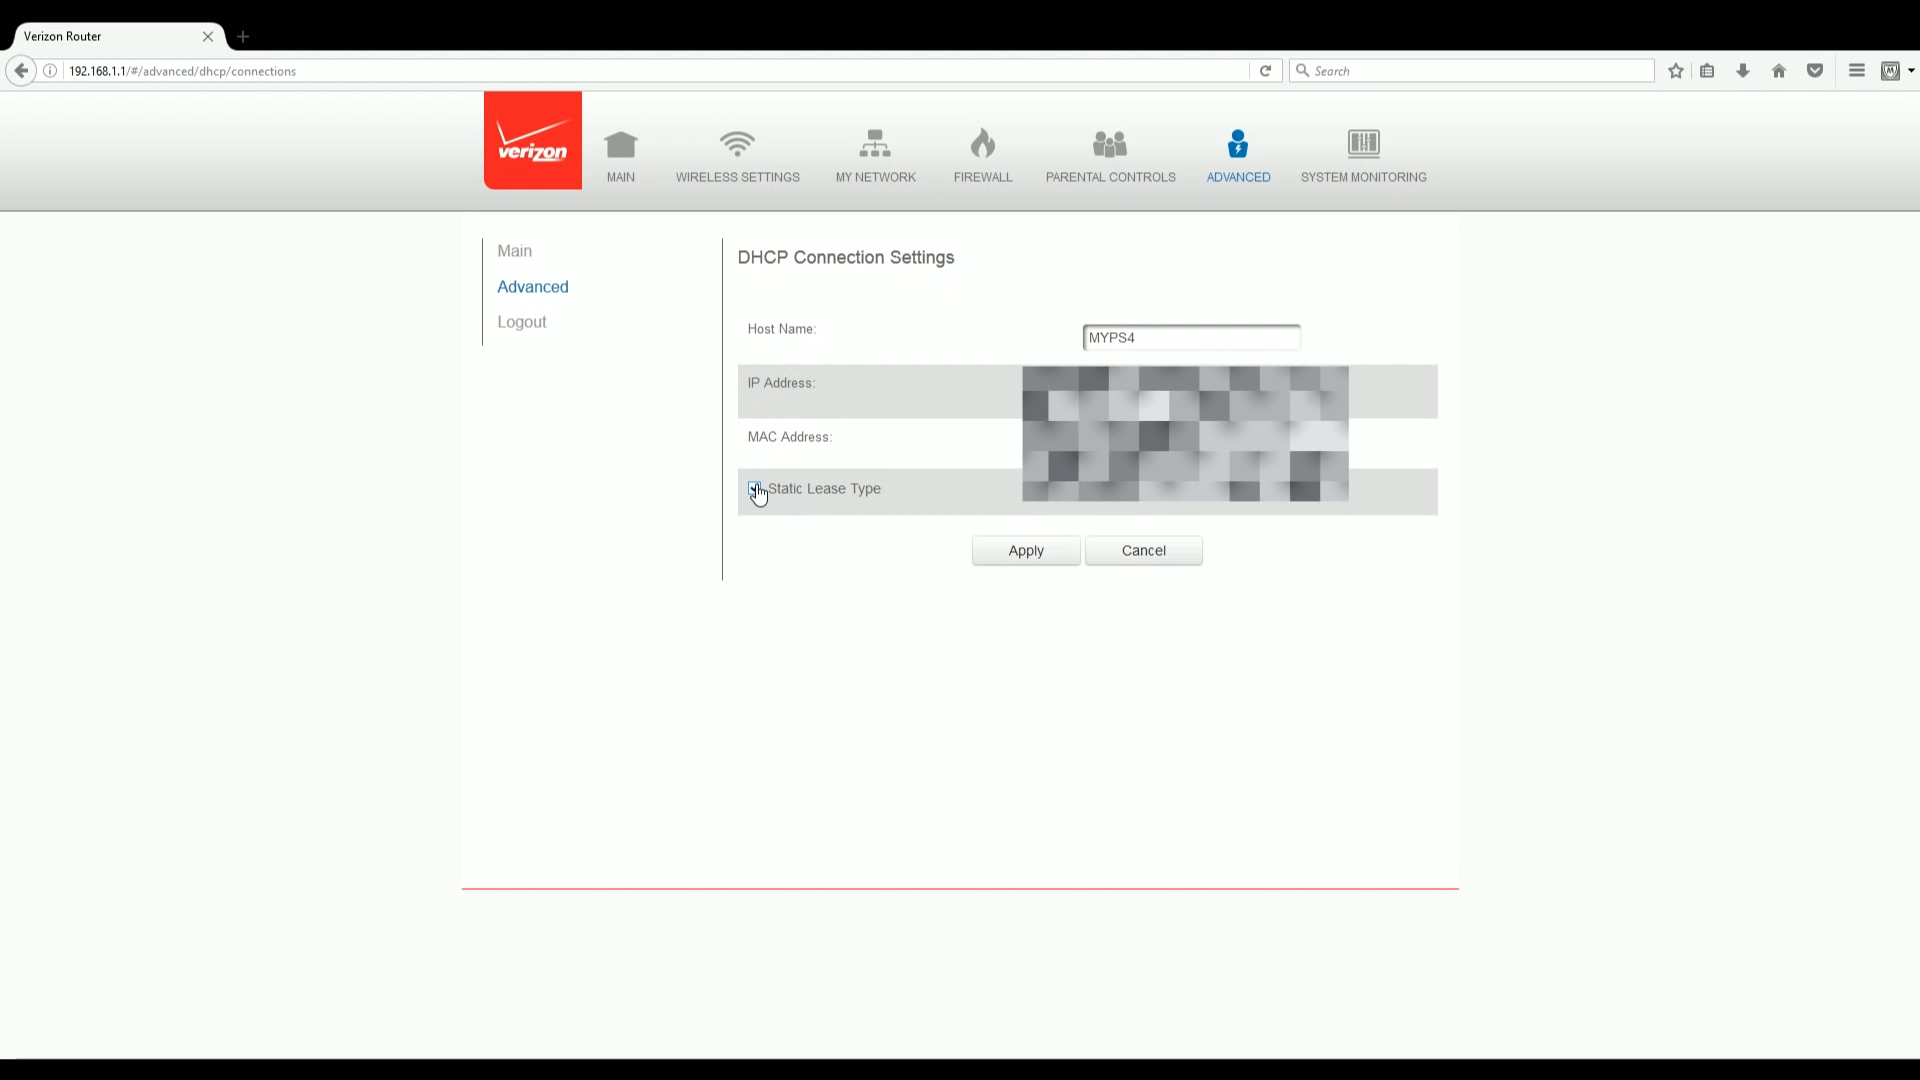 Verizon Router
192.168.1.1/#/advanced/dhcp/connections
Search
verizon
MAIN
WIRELESS SETTINGS
MY NETWORK
FIREWALL
PARENTAL CONTROLS
ADVANCED
SYSTEM MONITORING
Main
Advanced
Logout
DHCP Connection Settings
Host Name:
MYPS4
IP Address:
MAC Address:
Static Lease Type
Apply
Cancel